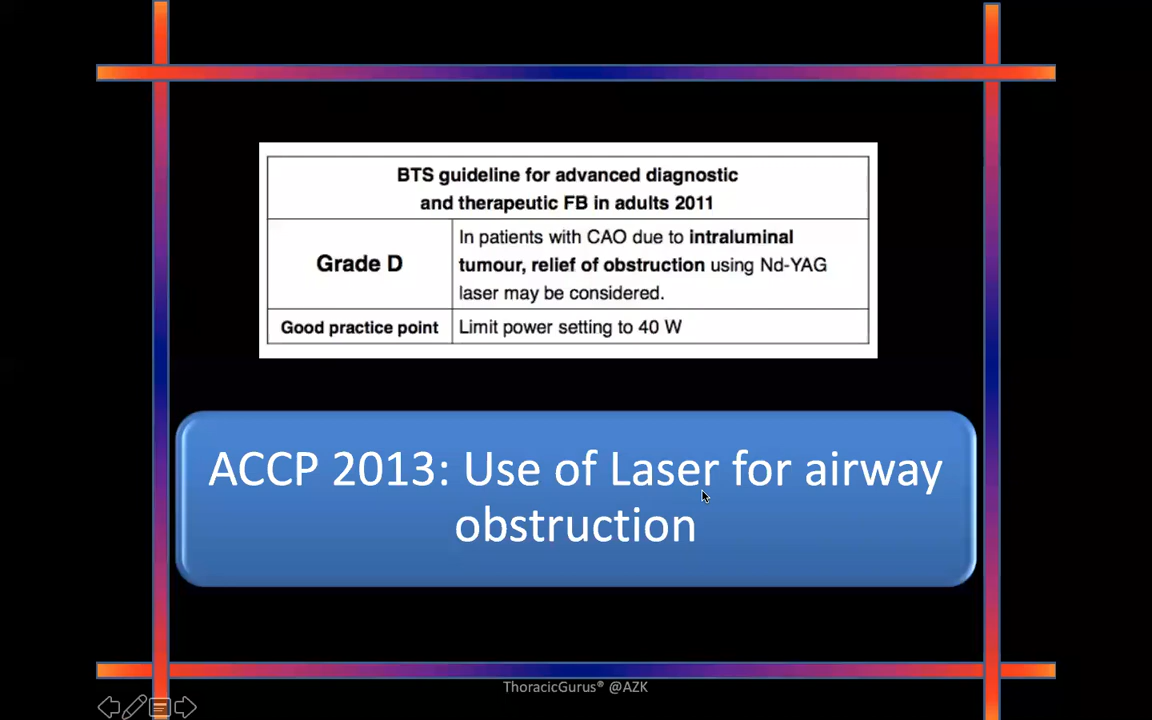 BTS guideline for advanced diagnostic
and therapeutic FB in adults 2011
Grade D
In patients with CAO due to intraluminal
tumour, relief of obstruction using Nd-YAG
laser may be considered.
Good practice point
Limit power setting to 40 W
ACCP 2013: Use of Laser for airway
obstruction
ThoracicGurus® @AZK